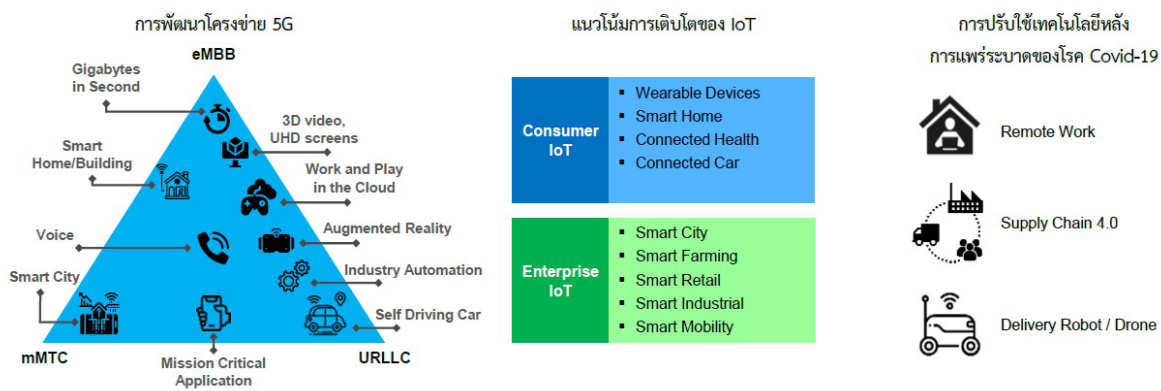 การพัฒนาโครงข่าย 5G
eMBB
Gigabytes
in Second
3D video,
UHD screens
Smart
Home/Building
Work and Play
in the Cloud
Voice
Augmented Reality
Smart City
Industry Automation
Self Driving Car
mMTC
URLLC
Mission Critical
Application
แนวโน้มการเติบโตของ IoT
Consumer
IoT
Wearable Devices
Smart Home
Connected Health
Connected Car
Enterprise
IoT
Smart City
Smart Farming
Smart Retail
Smart Industrial
Smart Mobility
การปรับใช้เทคโนโลยีหลัง
การแพร่ระบาดของโรค Covid-19
Remote Work
Supply Chain 4.0
Delivery Robot / Drone